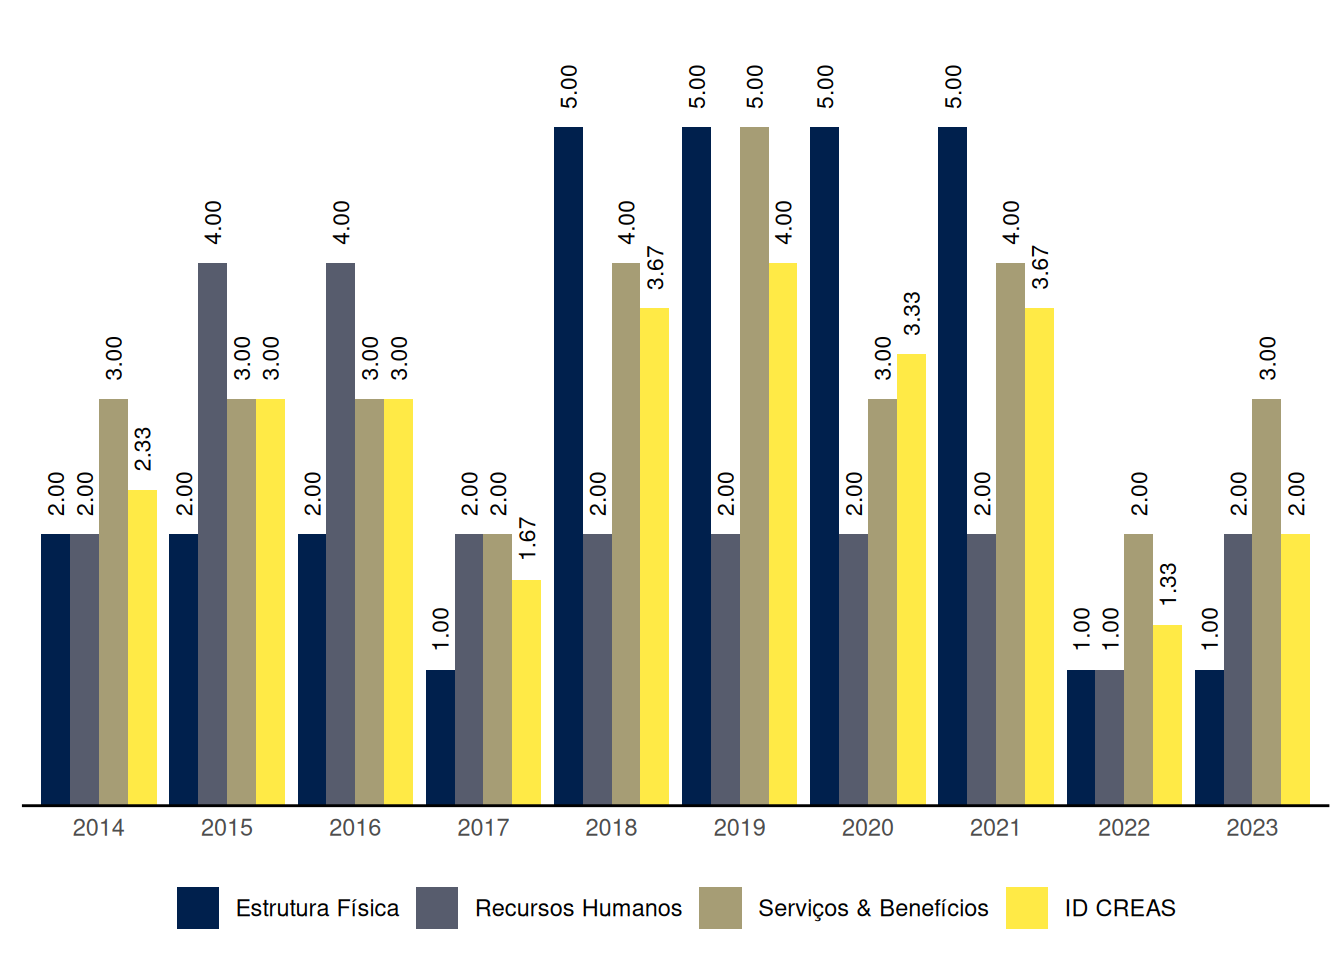 5.00 5.00 5.00 5.00 5.00
4.00 4.00 4.00 4.00 4.00
3.67 3.67
3.33
3.00 3.00 3.00 3.00 3.00 3.00 3.00
2.33
2.00 2.00 2.00 2.00 2.00 2.00 2.00 2.00 2.00 2.00 2.00 2.00 2.00
1.67
1.33
1.00 1.00 1.00 1.00
2014 2015 2016 2017 2018 2019 2020 2021 2022 2023
Estrutura Física Recursos Humanos Serviços & Benefícios ID CREAS